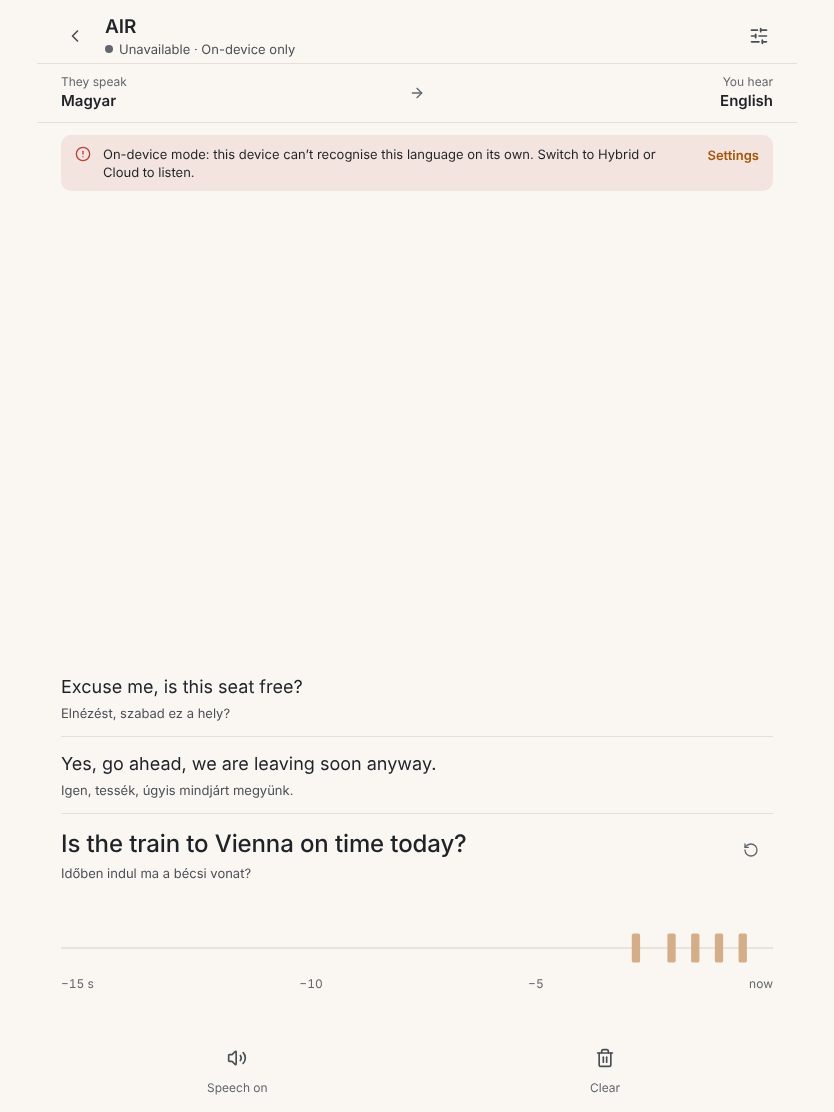 AIR
Unavailable · On-device only
They speak
Magyar
You hear
English
On-device mode: this device can’t recognise this language on its own. Switch to Hybrid or
Cloud to listen.
Settings
Excuse me, is this seat free?
Elnézést, szabad ez a hely?
Yes, go ahead, we are leaving soon anyway.
Igen, tessék, úgyis mindjárt megyünk.
Is the train to Vienna on time today?
Időben indul ma a bécsi vonat?
−15 s
−10
−5
now
Speech on
Clear